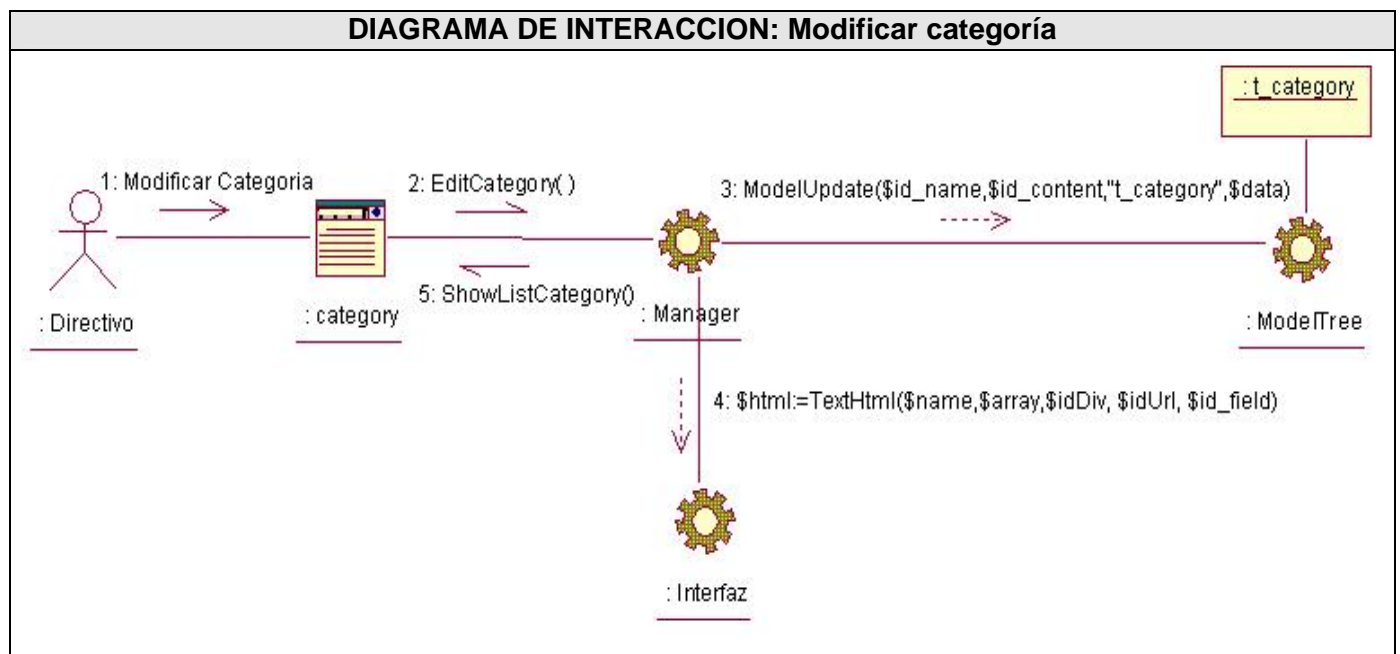 DIAGRAMA DE INTERACCION: Modificar categoría
: t_category
1: Modificar Categoria
2: EditCategory( )
3: ModelUpdate($id_name,$id_content,"t_category",$data)
5: ShowListCategory()
: Directivo
: category
: Manager
: ModelTree
4: $html:=TextHtml($name,$array,$idDiv, $idUrl, $id_field)
: Interfaz